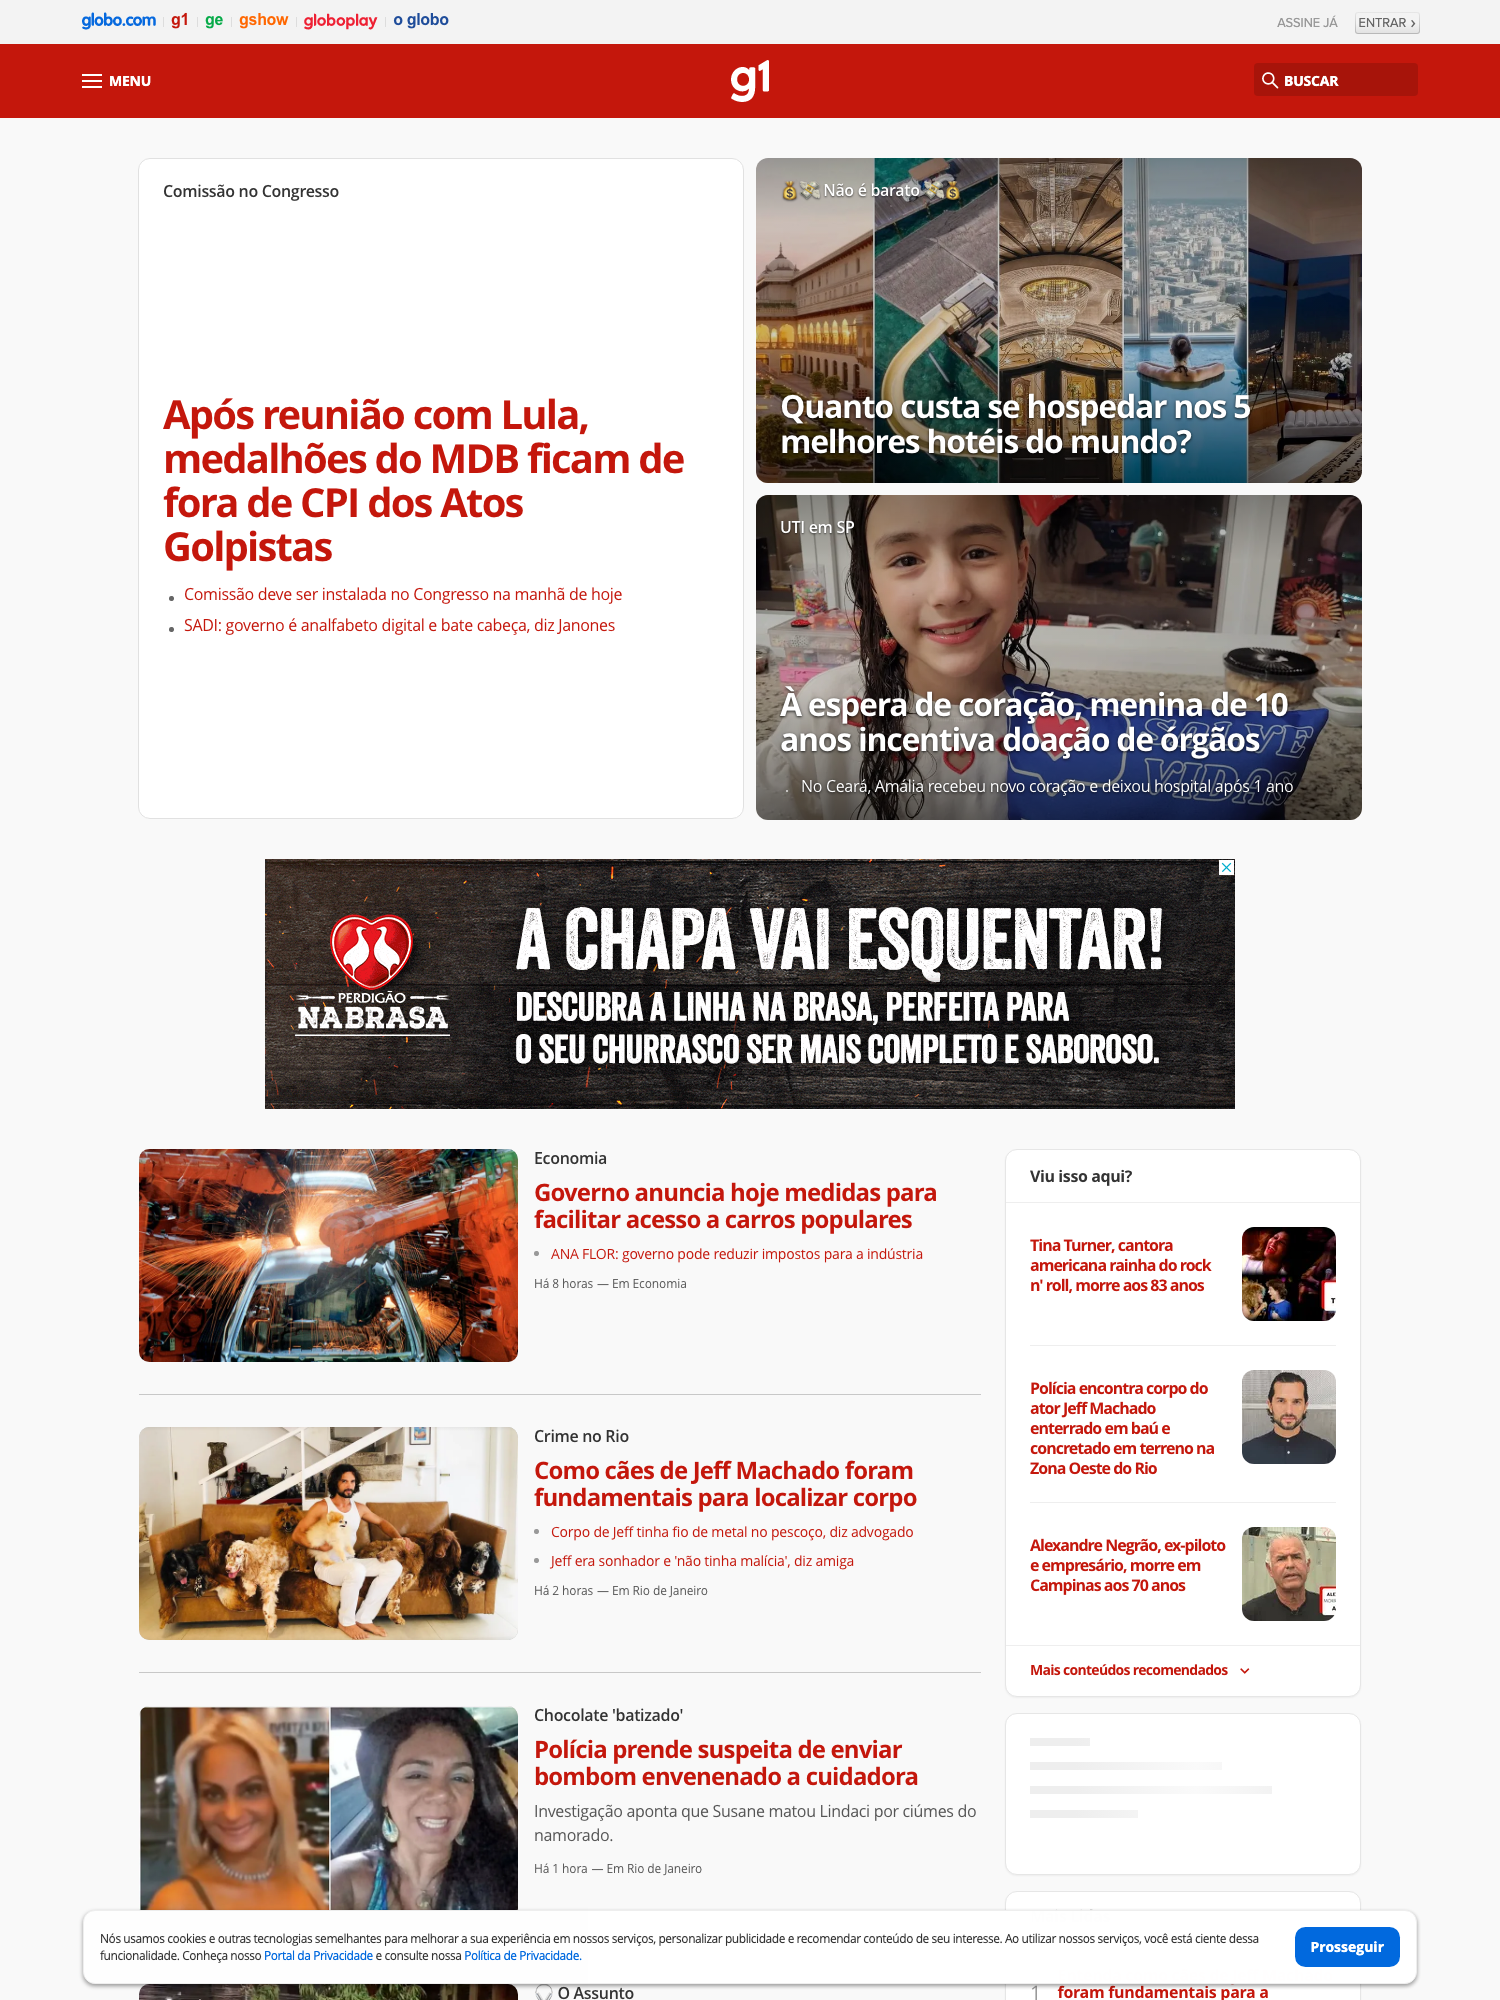 globo.com g1 ge gshow globoplay o globo
ASSINE JÁ ENTRAR ›
MENU
g1
BUSCAR
Comissão no Congresso
Após reunião com Lula,
medalhões do MDB ficam de
fora de CPI dos Atos
Golpistas
Comissão deve ser instalada no Congresso na manhã de hoje
SADI: governo é analfabeto digital e bate cabeça, diz Janones
💰💸 Não é barato 💸💰
Quanto custa se hospedar nos 5
melhores hotéis do mundo?
UTI em SP
SALVE
VIDAS
À espera de coração, menina de 10
anos incentiva doação de órgãos
No Ceará, Amália recebeu novo coração e deixou hospital após 1 ano
PERDIGÃO
NA BRASA
A CHAPA VAI ESQUENTAR!
DESCUBRA A LINHA NA BRASA, PERFEITA PARA
O SEU CHURRASCO SER MAIS COMPLETO E SABOROSO.
Economia
Governo anuncia hoje medidas para
facilitar acesso a carros populares
ANA FLOR: governo pode reduzir impostos para a indústria
Há 8 horas — Em Economia
Crime no Rio
Como cães de Jeff Machado foram
fundamentais para localizar corpo
Corpo de Jeff tinha fio de metal no pescoço, diz advogado
Jeff era sonhador e 'não tinha malícia', diz amiga
Há 2 horas — Em Rio de Janeiro
Chocolate 'batizado'
Polícia prende suspeita de enviar
bombom envenenado a cuidadora
Investigação aponta que Susane matou Lindaci por ciúmes do
namorado.
Há 1 hora — Em Rio de Janeiro
Viu isso aqui?
Tina Turner, cantora
americana rainha do rock
n' roll, morre aos 83 anos
Polícia encontra corpo do
ator Jeff Machado
enterrado em baú e
concretado em terreno na
Zona Oeste do Rio
Alexandre Negrão, ex-piloto
e empresário, morre em
Campinas aos 70 anos
Mais conteúdos recomendados
Nós usamos cookies e outras tecnologias semelhantes para melhorar a sua experiência em nossos serviços, personalizar publicidade e recomendar conteúdo de seu interesse. Ao utilizar nossos serviços, você está ciente dessa
funcionalidade. Conheça nosso Portal da Privacidade e consulte nossa Política de Privacidade.
Prosseguir
O Assunto
1 foram fundamentais para a